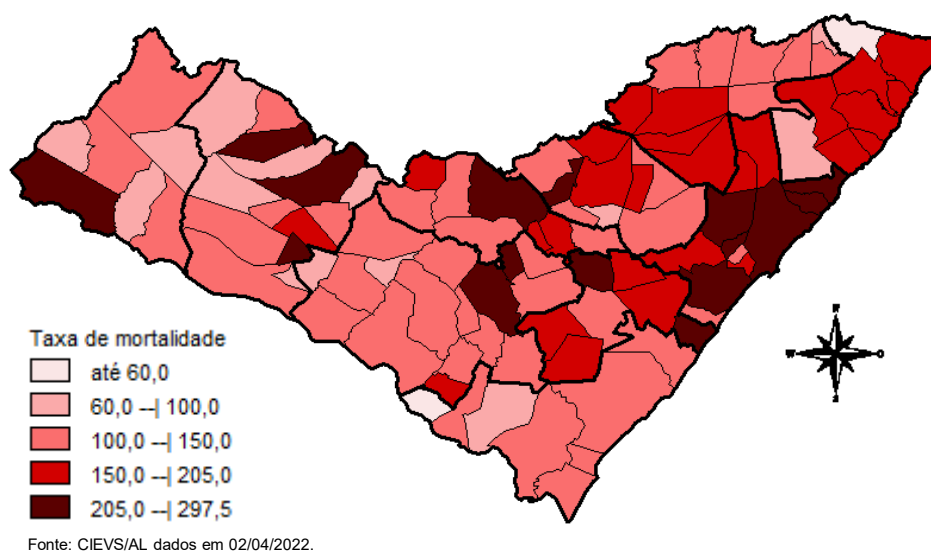 Taxa de mortalidade
até 60,0
60,0 --| 100,0
100,0 --| 150,0
150,0 --| 205,0
205,0 --| 297,5
Fonte: CIEVS/AL dados em 02/04/2022.